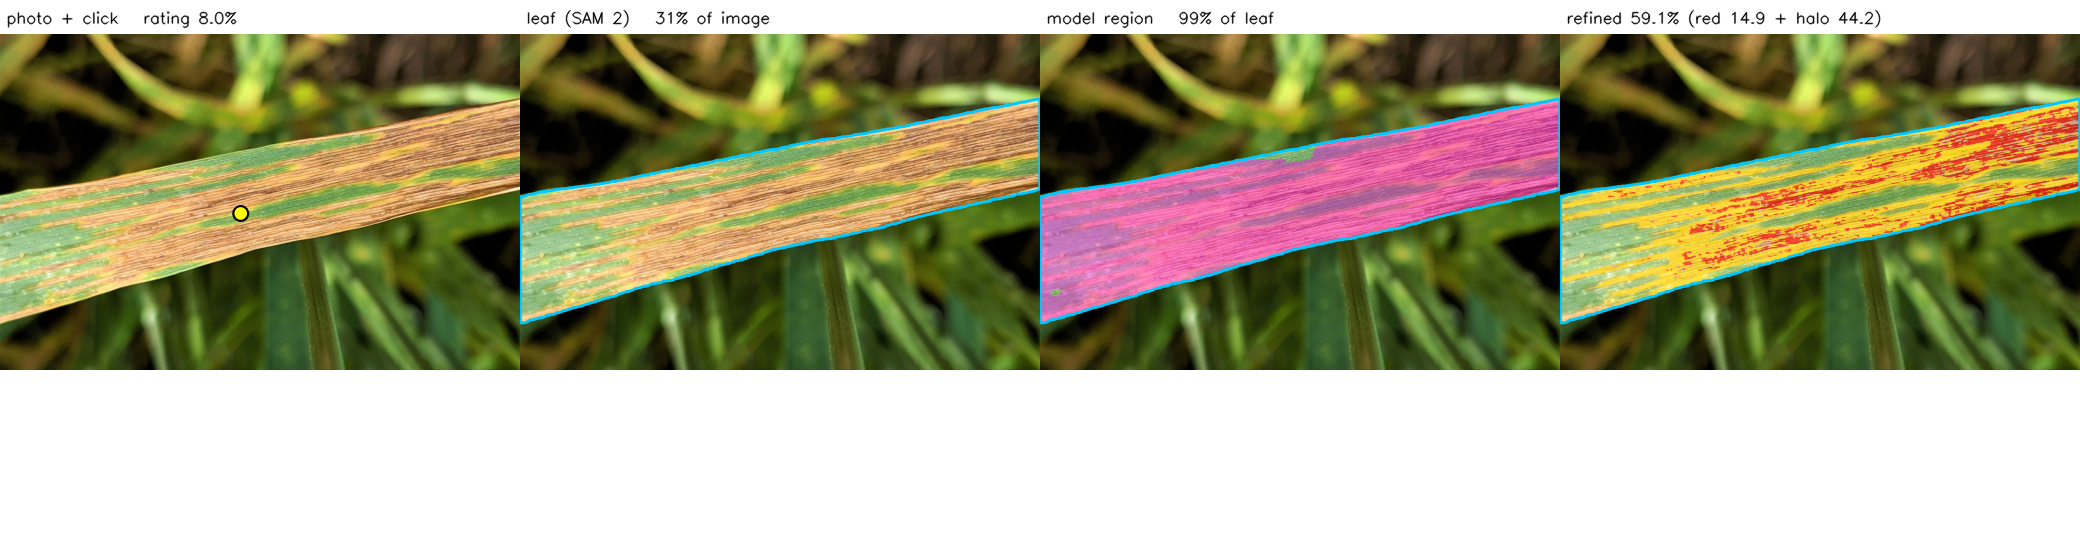 photo + click rating 8.0%
leaf (SAM 2) 31% of image
model region 99% of leaf
refined 59.1% (red 14.9 + halo 44.2)